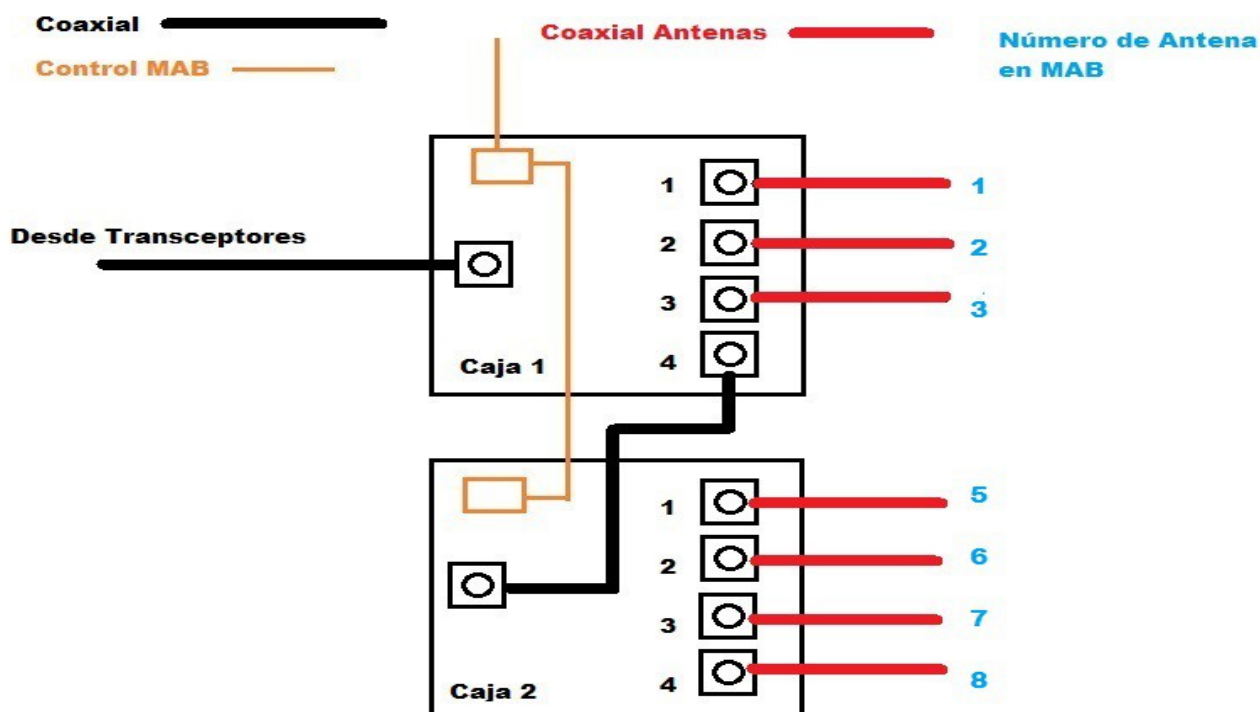 Coaxial
Control MAB
Coaxial Antenas
Número de Antena
en MAB
Desde Transceptores
1 1
2 2
3 3
4
Caja 1
1 5
2 6
3 7
4 8
Caja 2